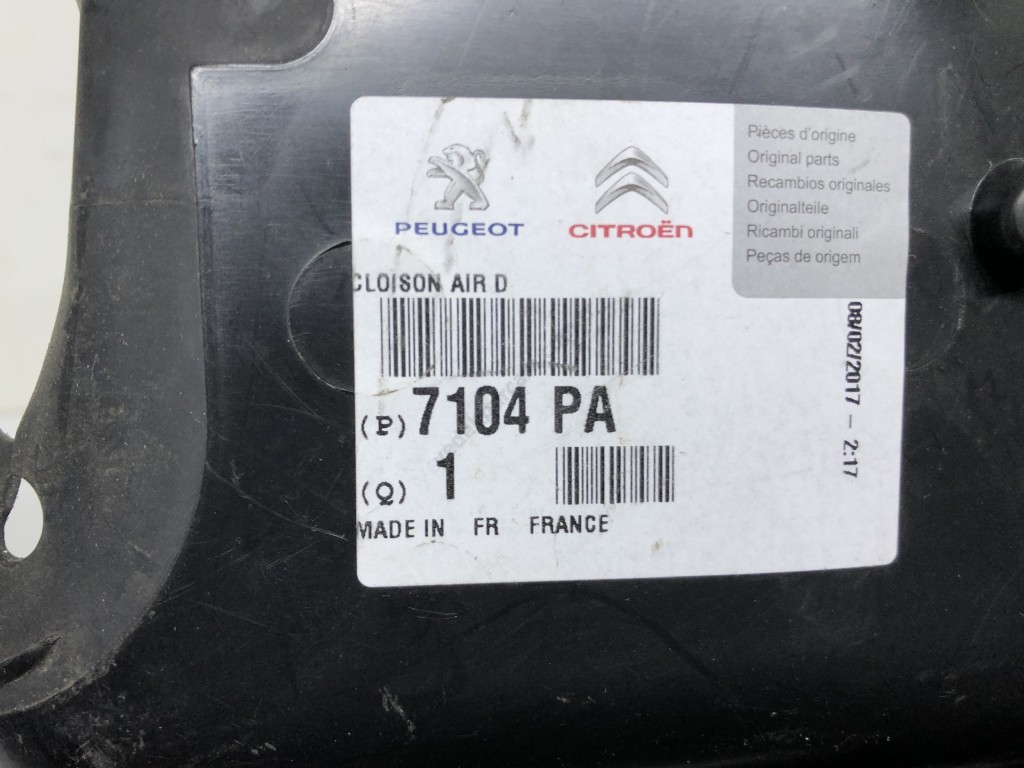 PEUGEOT
CITROËN
Pièces d'origine
Original parts
Recambios originales
Originalteile
Ricambi originali
Peças de origem
CLOISON AIR D
(P) 7104 PA
(Q) 1
MADE IN FR FRANCE
08/02/2017 - 2:17